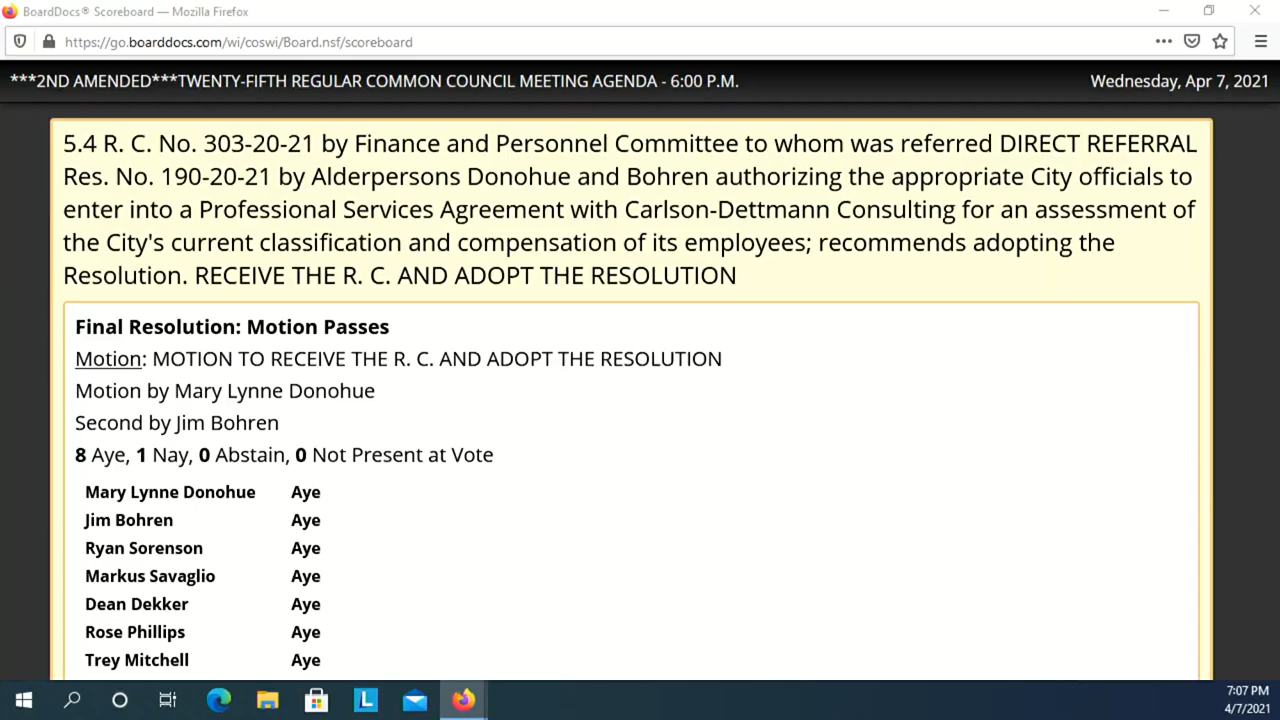 BoardDocs® Scoreboard — Mozilla Firefox
https://go.boarddocs.com/wi/coswi/Board.nsf/scoreboard
***2ND AMENDED***TWENTY-FIFTH REGULAR COMMON COUNCIL MEETING AGENDA - 6:00 P.M. Wednesday, Apr 7, 2021
5.4 R. C. No. 303-20-21 by Finance and Personnel Committee to whom was referred DIRECT REFERRAL
Res. No. 190-20-21 by Alderpersons Donohue and Bohren authorizing the appropriate City officials to
enter into a Professional Services Agreement with Carlson-Dettmann Consulting for an assessment of
the City's current classification and compensation of its employees; recommends adopting the
Resolution. RECEIVE THE R. C. AND ADOPT THE RESOLUTION
Final Resolution: Motion Passes
Motion: MOTION TO RECEIVE THE R. C. AND ADOPT THE RESOLUTION
Motion by Mary Lynne Donohue
Second by Jim Bohren
8 Aye, 1 Nay, 0 Abstain, 0 Not Present at Vote
Mary Lynne Donohue Aye
Jim Bohren Aye
Ryan Sorenson Aye
Markus Savaglio Aye
Dean Dekker Aye
Rose Phillips Aye
Trey Mitchell Aye
L
7:07 PM
4/7/2021